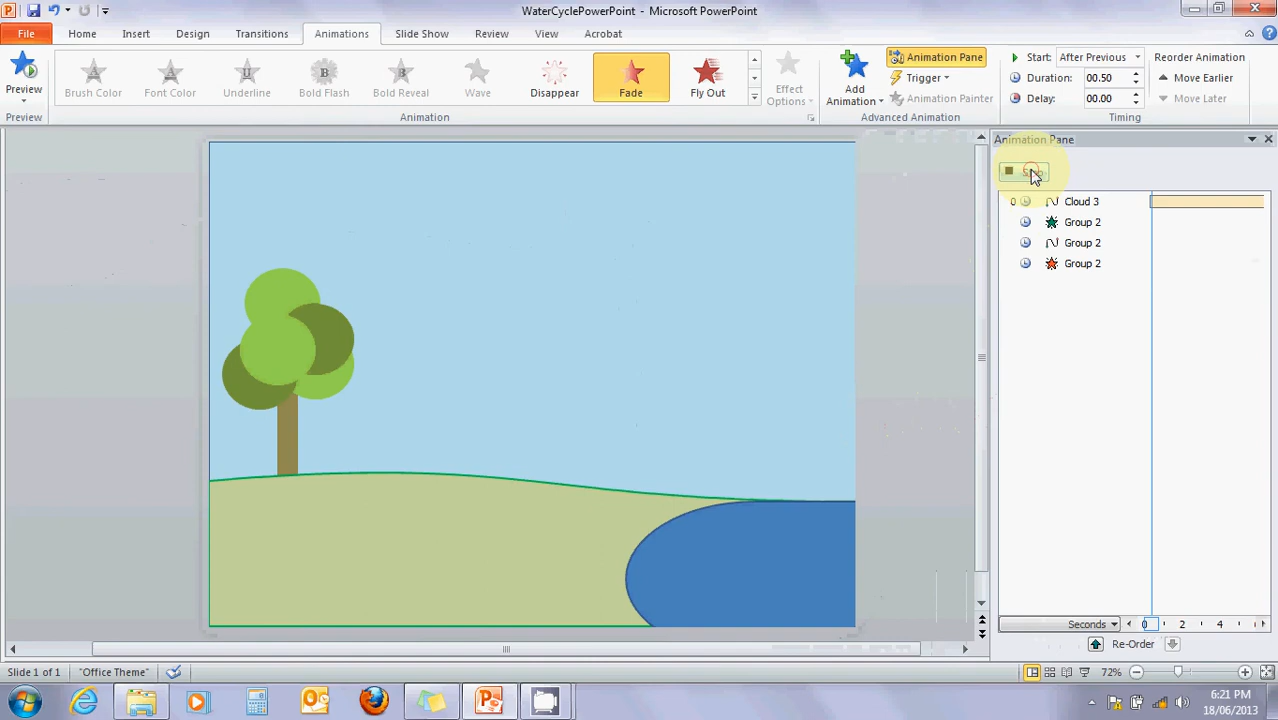 WaterCyclePowerPoint - Microsoft PowerPoint
File Home Insert Design Transitions Animations Slide Show Review View Acrobat
Preview
Brush Color Font Color Underline Bold Flash Bold Reveal Wave Disappear Fade Fly Out
Effect Options
Add Animation
Animation Pane
Trigger
Animation Painter
Start: After Previous
Duration: 00.50
Delay: 00.00
Reorder Animation
Move Earlier
Move Later
Preview Animation Advanced Animation Timing
Animation Pane
0 Cloud 3
Group 2
Group 2
Group 2
Seconds 0 2 4
Re-Order
Slide 1 of 1 "Office Theme" 72%
6:21 PM
18/06/2013